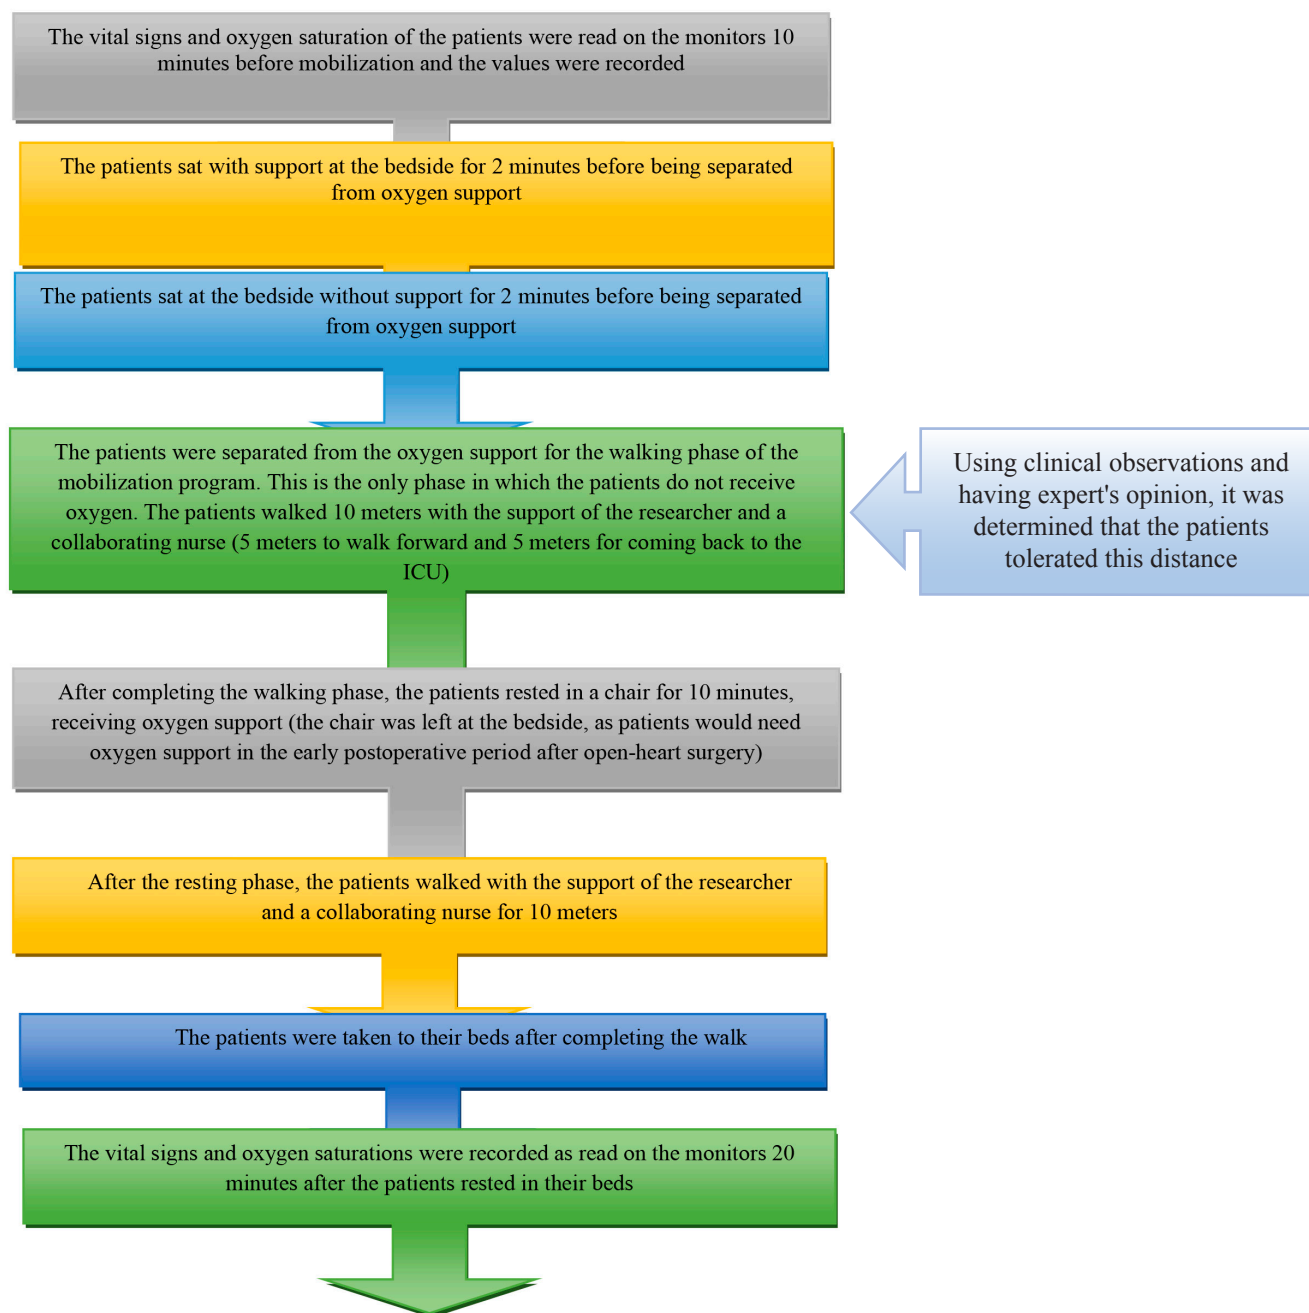 The vital signs and oxygen saturation of the patients were read on the monitors 10
minutes before mobilization and the values were recorded
The patients sat with support at the bedside for 2 minutes before being separated
from oxygen support
The patients sat at the bedside without support for 2 minutes before being separated
from oxygen support
The patients were separated from the oxygen support for the walking phase of the
mobilization program. This is the only phase in which the patients do not receive
oxygen. The patients walked 10 meters with the support of the researcher and a
collaborating nurse (5 meters to walk forward and 5 meters for coming back to the
ICU)
Using clinical observations and
having expert's opinion, it was
determined that the patients
tolerated this distance
After completing the walking phase, the patients rested in a chair for 10 minutes,
receiving oxygen support (the chair was left at the bedside, as patients would need
oxygen support in the early postoperative period after open-heart surgery)
After the resting phase, the patients walked with the support of the researcher
and a collaborating nurse for 10 meters
The patients were taken to their beds after completing the walk
The vital signs and oxygen saturations were recorded as read on the monitors 20
minutes after the patients rested in their beds